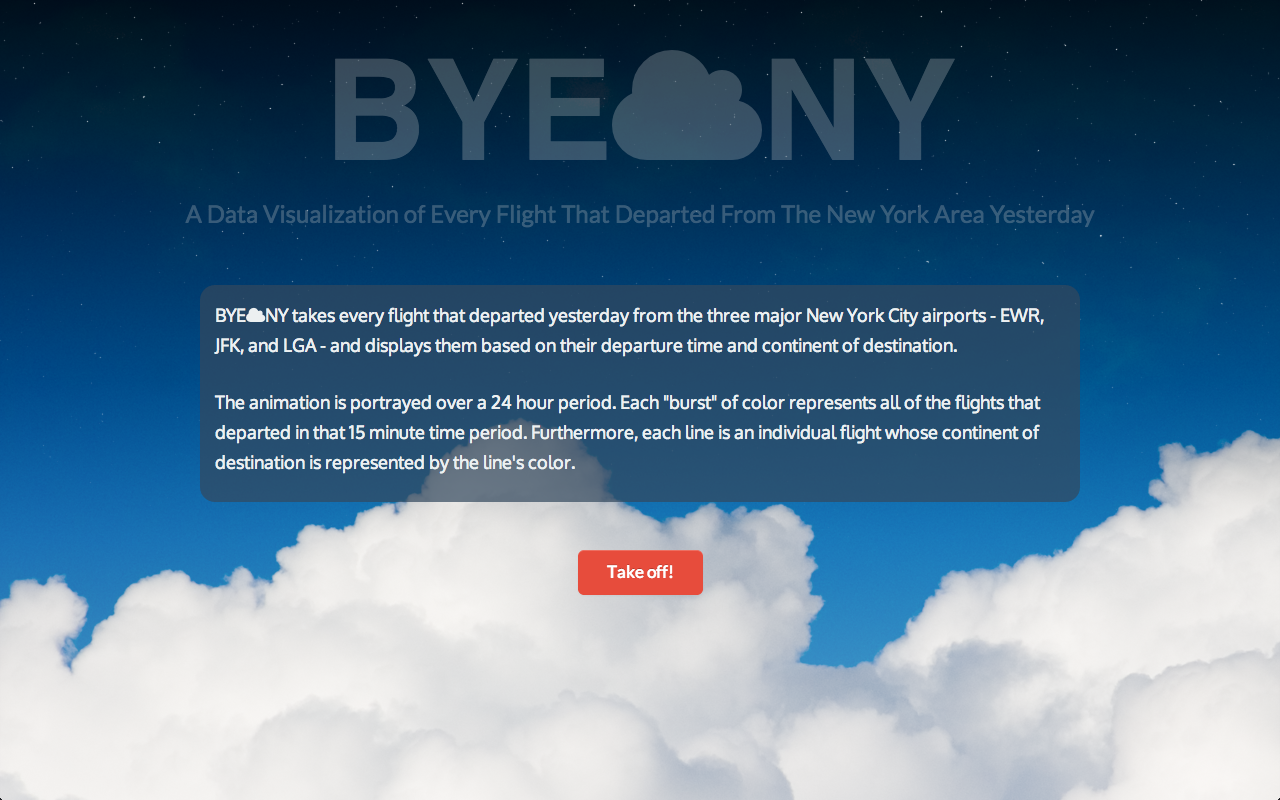 BYE NY
A Data Visualization of Every Flight That Departed From The New York Area Yesterday
BYE NY takes every flight that departed yesterday from the three major New York City airports - EWR,
JFK, and LGA - and displays them based on their departure time and continent of destination.
The animation is portrayed over a 24 hour period. Each "burst" of color represents all of the flights that
departed in that 15 minute time period. Furthermore, each line is an individual flight whose continent of
destination is represented by the line's color.
Take off!